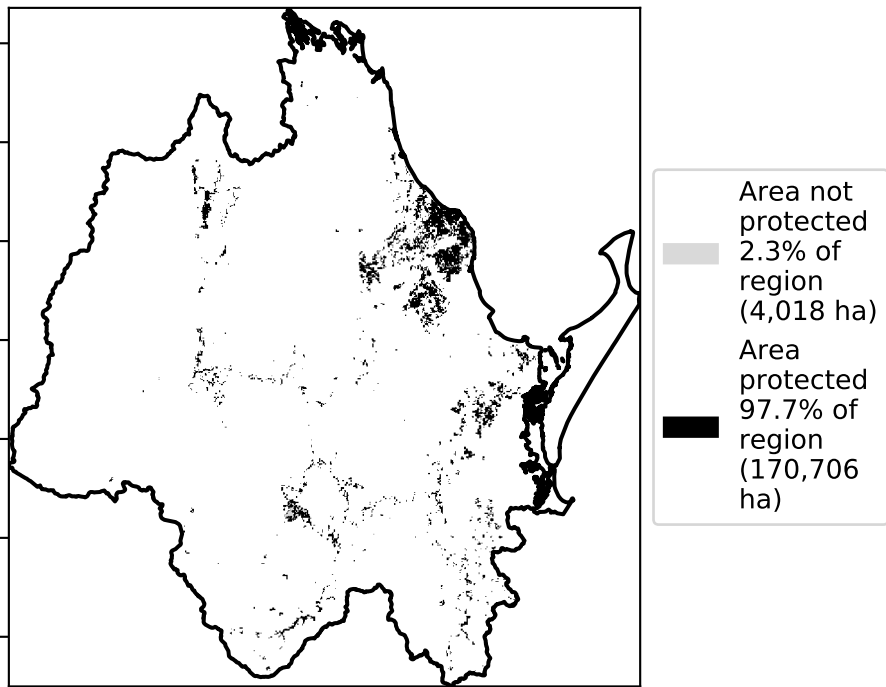 Area not
protected
2.3% of
region
(4,018 ha)
Area
protected
97.7% of
region
(170,706
ha)